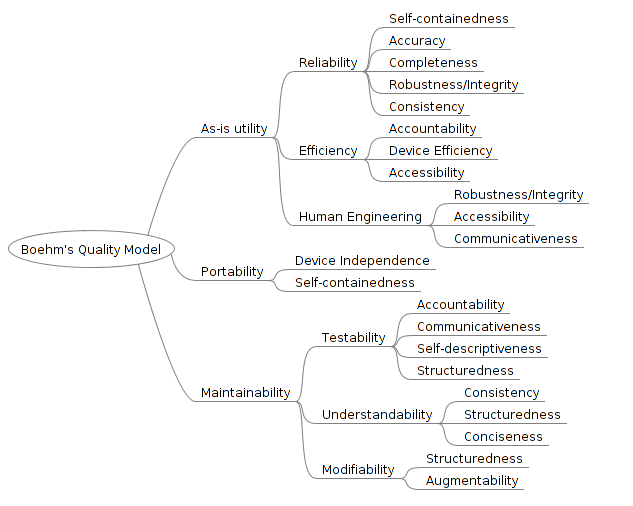 Boehm's Quality Model
As-is utility
Reliability
Self-containedness
Accuracy
Completeness
Robustness/Integrity
Consistency
Efficiency
Accountability
Device Efficiency
Accessibility
Human Engineering
Robustness/Integrity
Accessibility
Communicativeness
Portability
Device Independence
Self-containedness
Maintainability
Testability
Accountability
Communicativeness
Self-descriptiveness
Structuredness
Understandability
Consistency
Structuredness
Conciseness
Modifiability
Structuredness
Augmentability